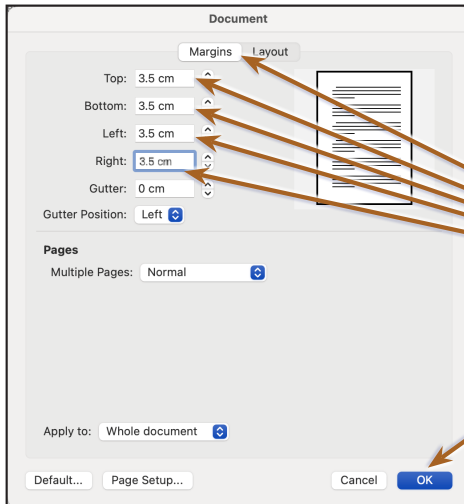 Document
Margins Layout
Top: 3.5 cm
Bottom: 3.5 cm
Left: 3.5 cm
Right: 3.5 cm
Gutter: 0 cm
Gutter Position: Left
Pages
Multiple Pages: Normal
Apply to: Whole document
Default... Page Setup... Cancel OK